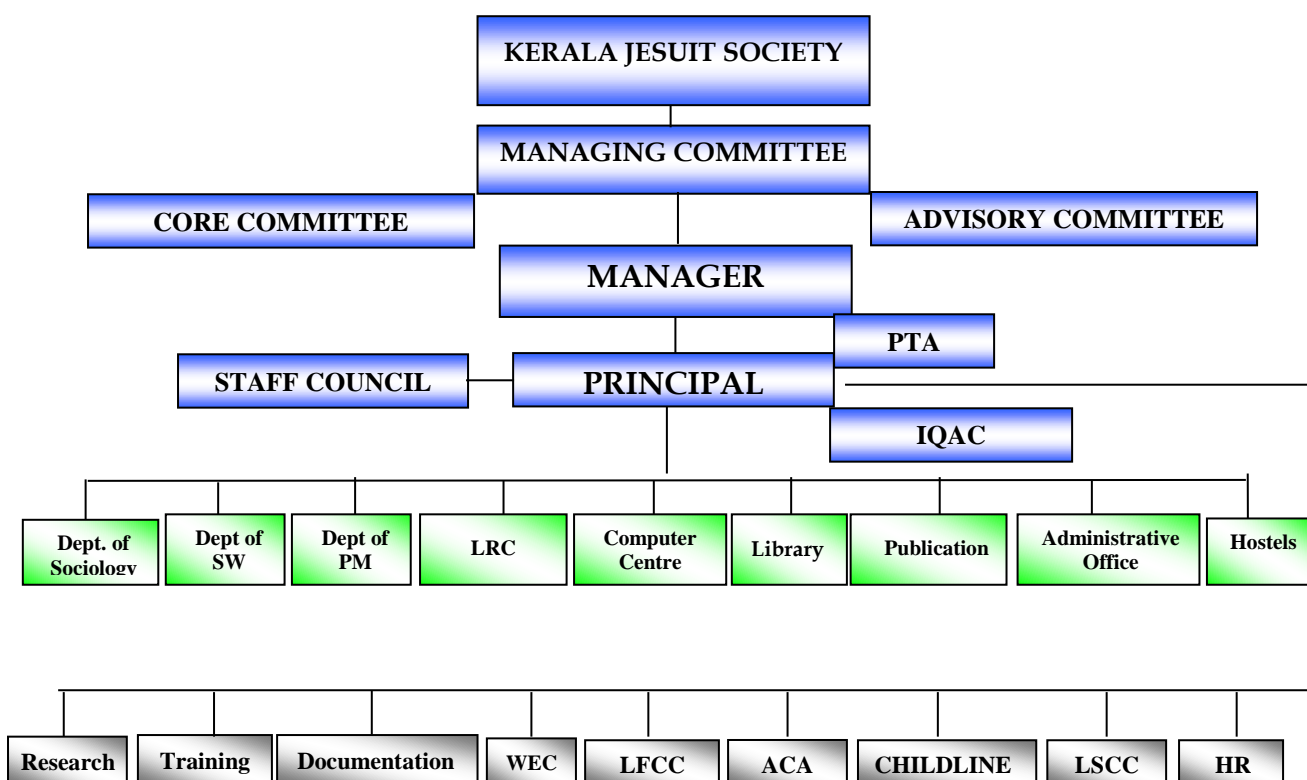 KERALA JESUIT SOCIETY
MANAGING COMMITTEE
CORE COMMITTEE
ADVISORY COMMITTEE
MANAGER
PTA
STAFF COUNCIL
PRINCIPAL
IQAC
Dept. of
Sociology
Dept of
SW
Dept of
PM
LRC
Computer
Centre
Library
Publication
Administrative
Office
Hostels
Research
Training
Documentation
WEC
LFCC
ACA
CHILDLINE
LSCC
HR